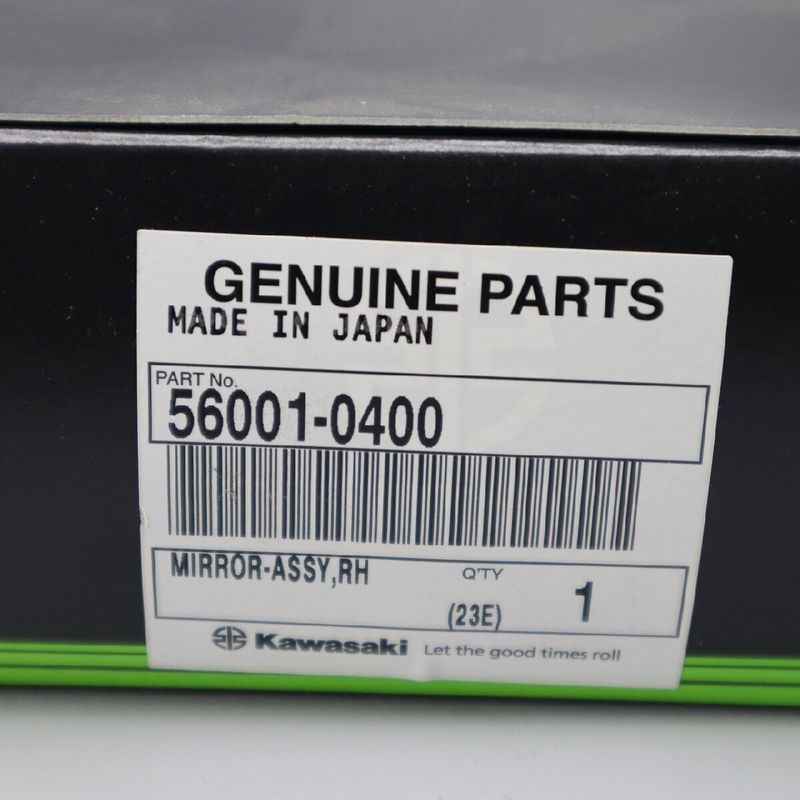 GENUINE PARTS
MADE IN JAPAN
PART No.
56001-0400
MIRROR-ASSY,RH
Q'TY
(23E)
1
Kawasaki Let the good times roll